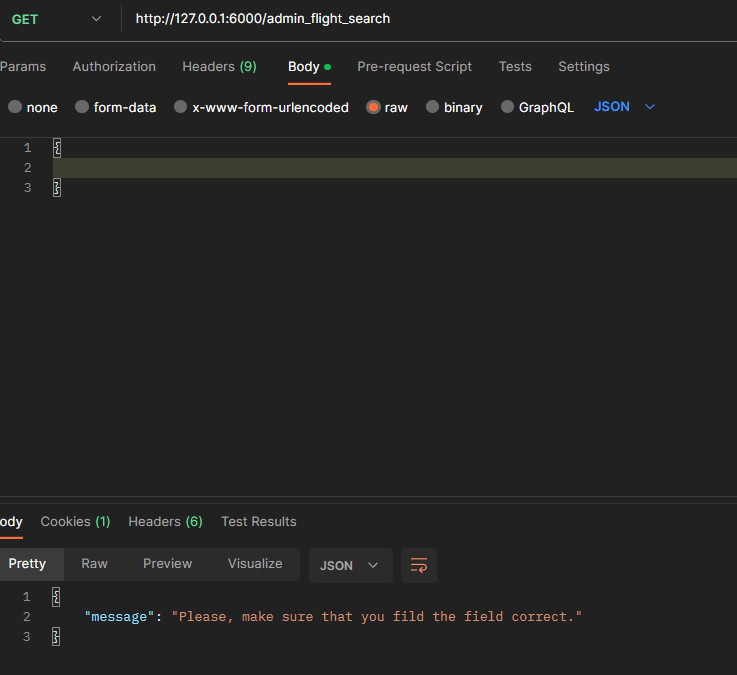 GET http://127.0.0.1:6000/admin_flight_search
Params Authorization Headers (9) Body Pre-request Script Tests Settings
none form-data x-www-form-urlencoded raw binary GraphQL JSON
1 {
2
3 }
ody Cookies (1) Headers (6) Test Results
Pretty Raw Preview Visualize JSON
1 {
2 "message": "Please, make sure that you fild the field correct."
3 }